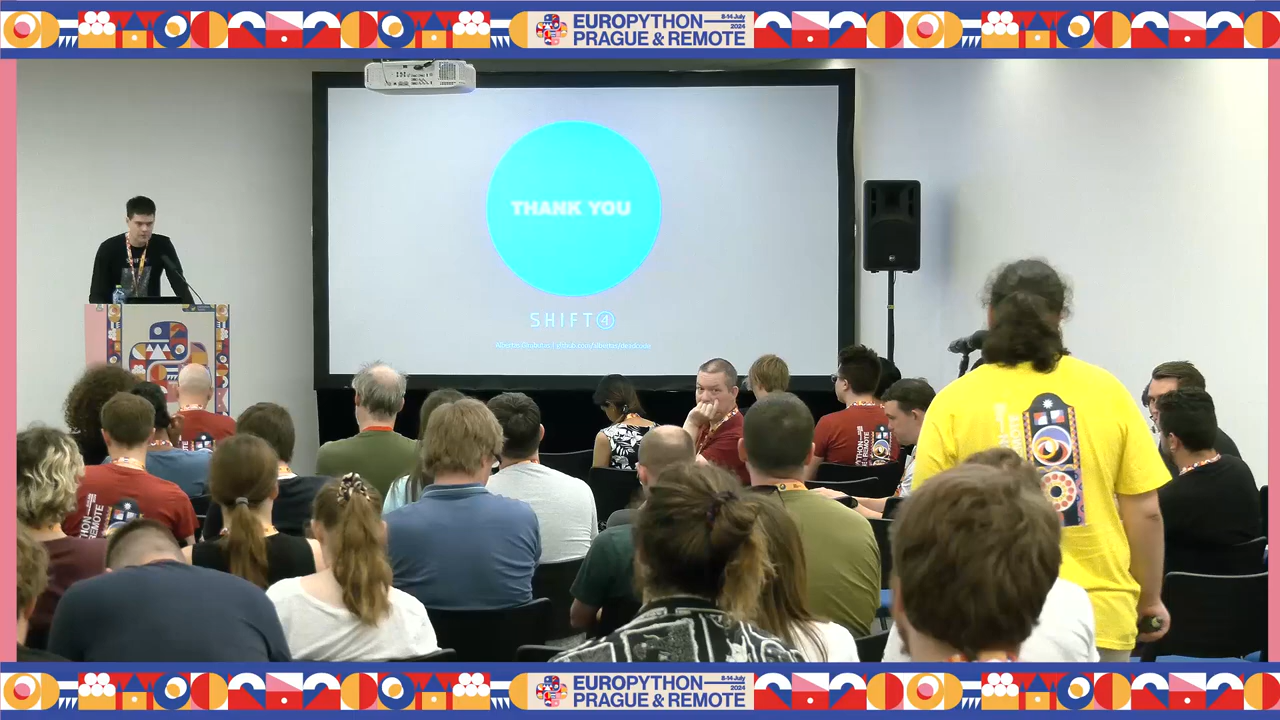 EUROPYTHON
8-14 July
2024
PRAGUE & REMOTE
THANK YOU
SHIFT4
EUROPYTHON
8-14 July
2024
PRAGUE & REMOTE